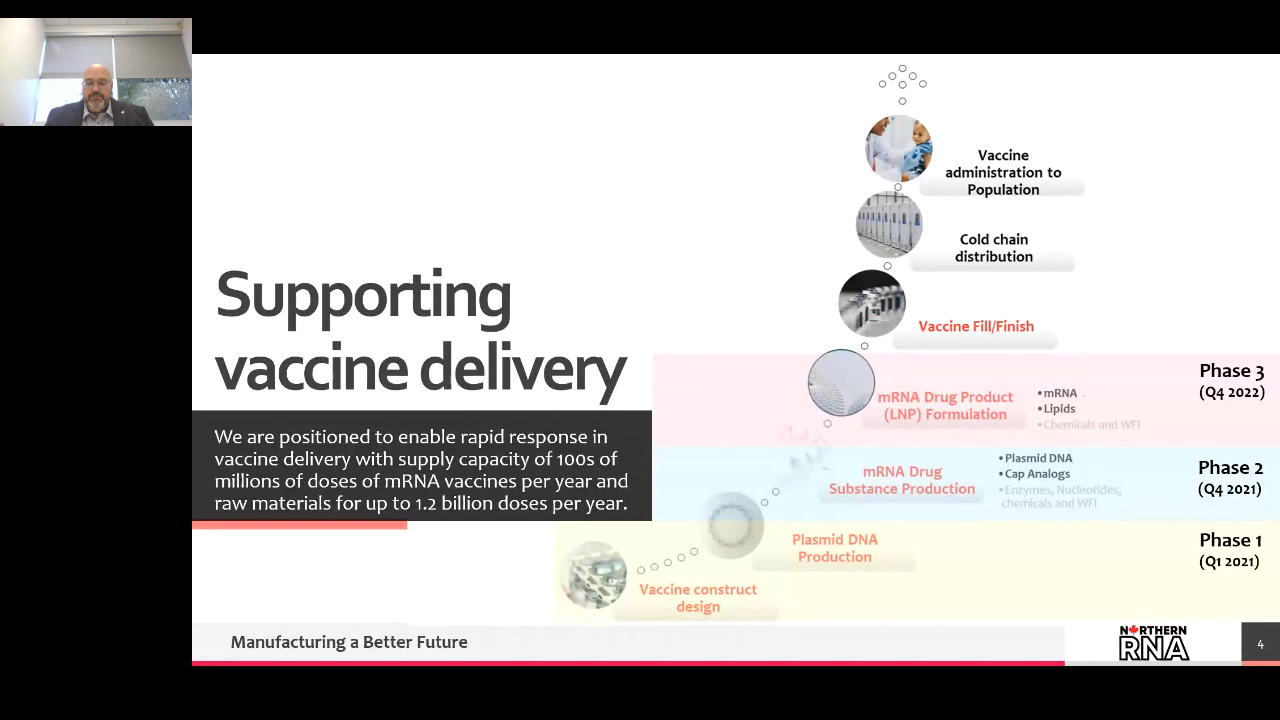 Supporting
vaccine delivery
We are positioned to enable rapid response in
vaccine delivery with supply capacity of 100s of
millions of doses of mRNA vaccines per year and
raw materials for up to 1.2 billion doses per year.
Vaccine
administration to
Population
Cold chain
distribution
Vaccine Fill/Finish
mRNA Drug Product
(LNP) Formulation
•mRNA
•Lipids
•Chemicals and WFI
Phase 3
(Q4 2022)
mRNA Drug
Substance Production
•Plasmid DNA
•Cap Analogs
•Enzymes, Nucleotides,
chemicals and WFI
Phase 2
(Q4 2021)
Plasmid DNA
Production
Phase 1
(Q1 2021)
Vaccine construct
design
Manufacturing a Better Future
NORTHERN
RNA
4